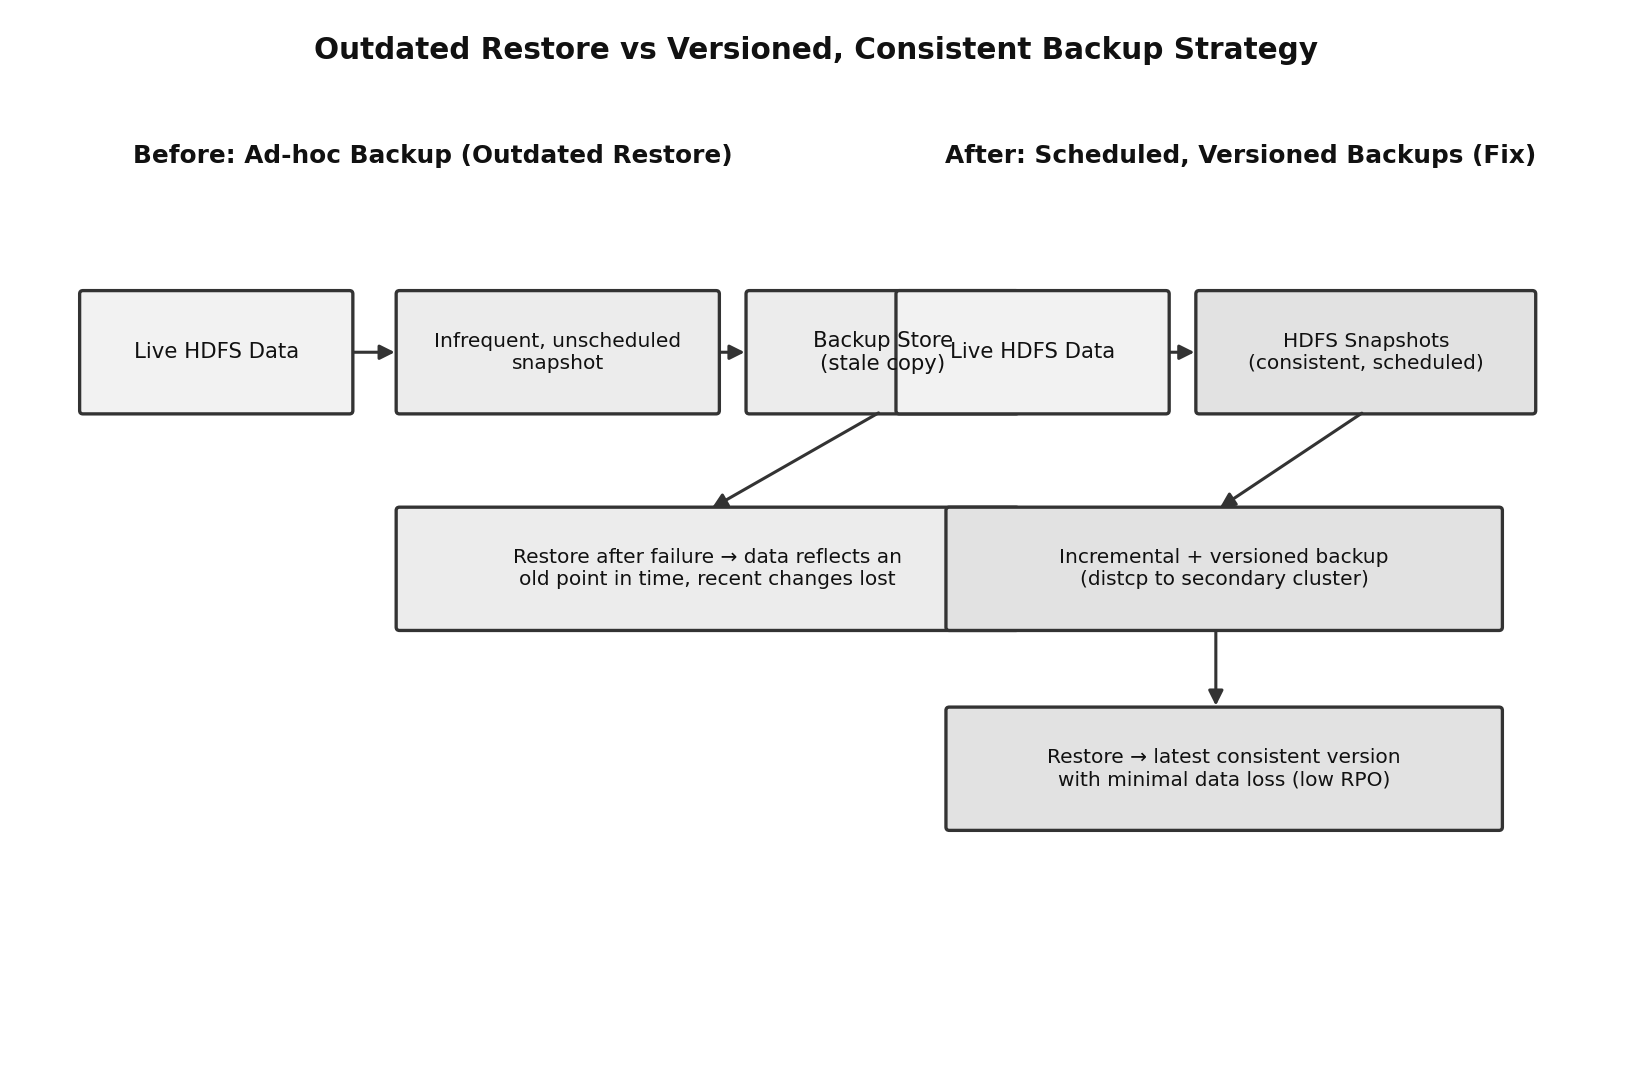 Outdated Restore vs Versioned, Consistent Backup Strategy
Before: Ad-hoc Backup (Outdated Restore)
Live HDFS Data
Infrequent, unscheduled
snapshot
Backup Store
(stale copy)
Restore after failure → data reflects an
old point in time, recent changes lost
After: Scheduled, Versioned Backups (Fix)
Live HDFS Data
HDFS Snapshots
(consistent, scheduled)
Incremental + versioned backup
(distcp to secondary cluster)
Restore → latest consistent version
with minimal data loss (low RPO)